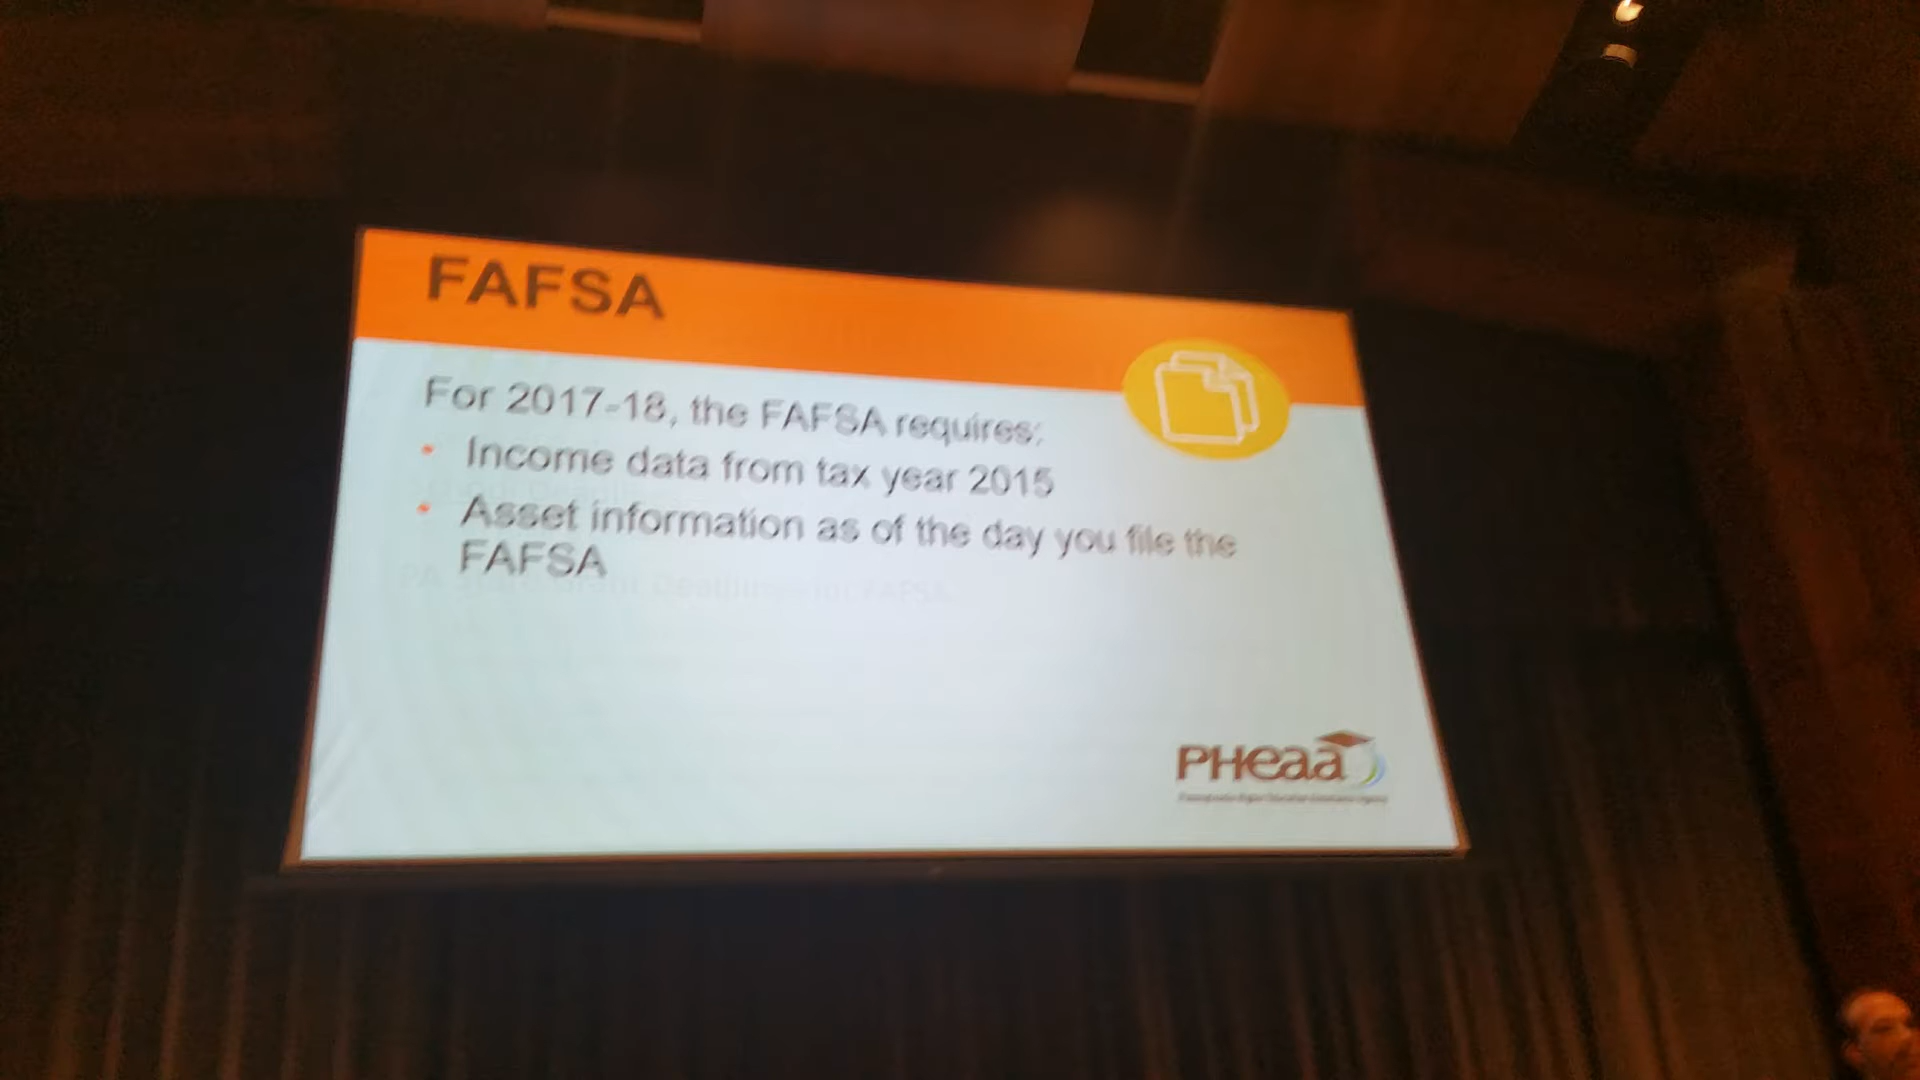 FAFSA
For 2017-18, the FAFSA requires:
• Income data from tax year 2015
• Asset information as of the day you file the
FAFSA
PHEAA